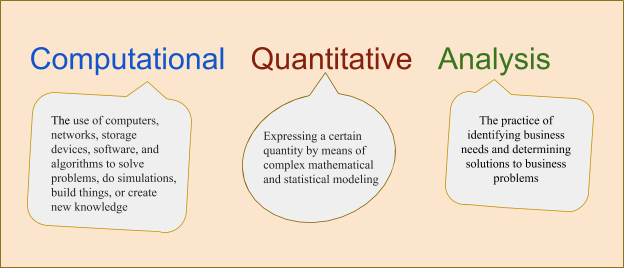 Computational Quantitative Analysis
The use of computers,
networks, storage
devices, software, and
algorithms to solve
problems, do simulations,
build things, or create
new knowledge
Expressing a certain
quantity by means of
complex mathematical
and statistical modeling
The practice of
identifying business
needs and determining
solutions to business
problems